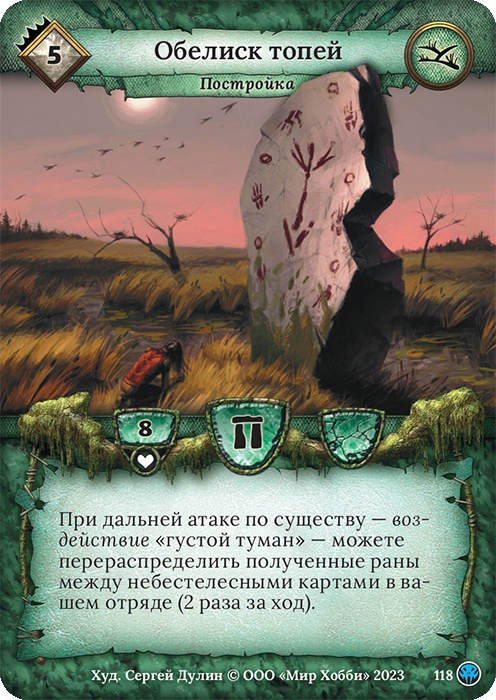 5
Обелиск топей
Постройка
8
При дальней атаке по существу — воз-
действие «густой туман» — можете
перераспределить полученные раны
между небестелесными картами в ва-
шем отряде (2 раза за ход).
Худ. Сергей Дулин © ООО «Мир Хобби» 2023
118